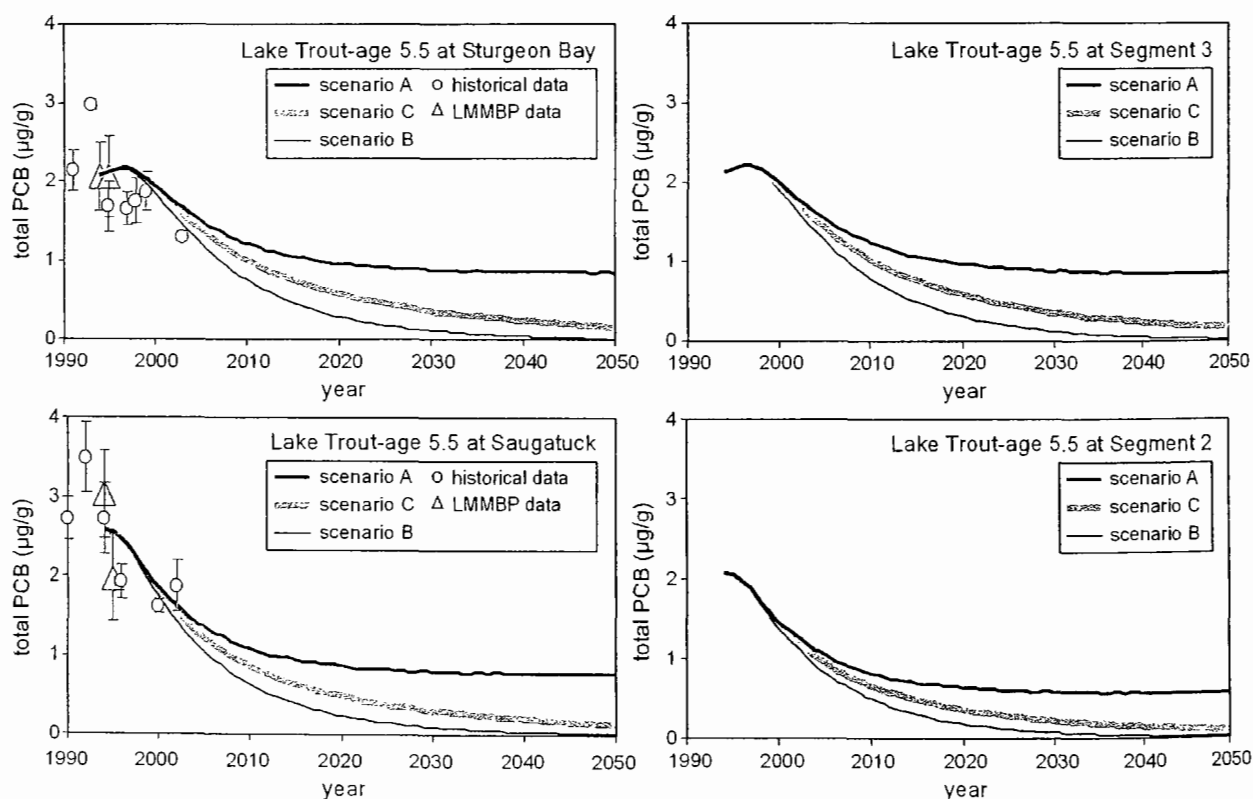 Lake Trout-age 5.5 at Sturgeon Bay
scenario A
historical data
scenario C
LMMBP data
scenario B
total PCB (µg/g)
4
3
2
1
0
1990 2000 2010 2020 2030 2040 2050
year
Lake Trout-age 5.5 at Segment 3
scenario A
scenario C
scenario B
total PCB (µg/g)
4
3
2
1
0
1990 2000 2010 2020 2030 2040 2050
year
Lake Trout-age 5.5 at Saugatuck
scenario A
historical data
scenario C
LMMBP data
scenario B
total PCB (µg/g)
4
3
2
1
0
1990 2000 2010 2020 2030 2040 2050
year
Lake Trout-age 5.5 at Segment 2
scenario A
scenario C
scenario B
total PCB (µg/g)
4
3
2
1
0
1990 2000 2010 2020 2030 2040 2050
year